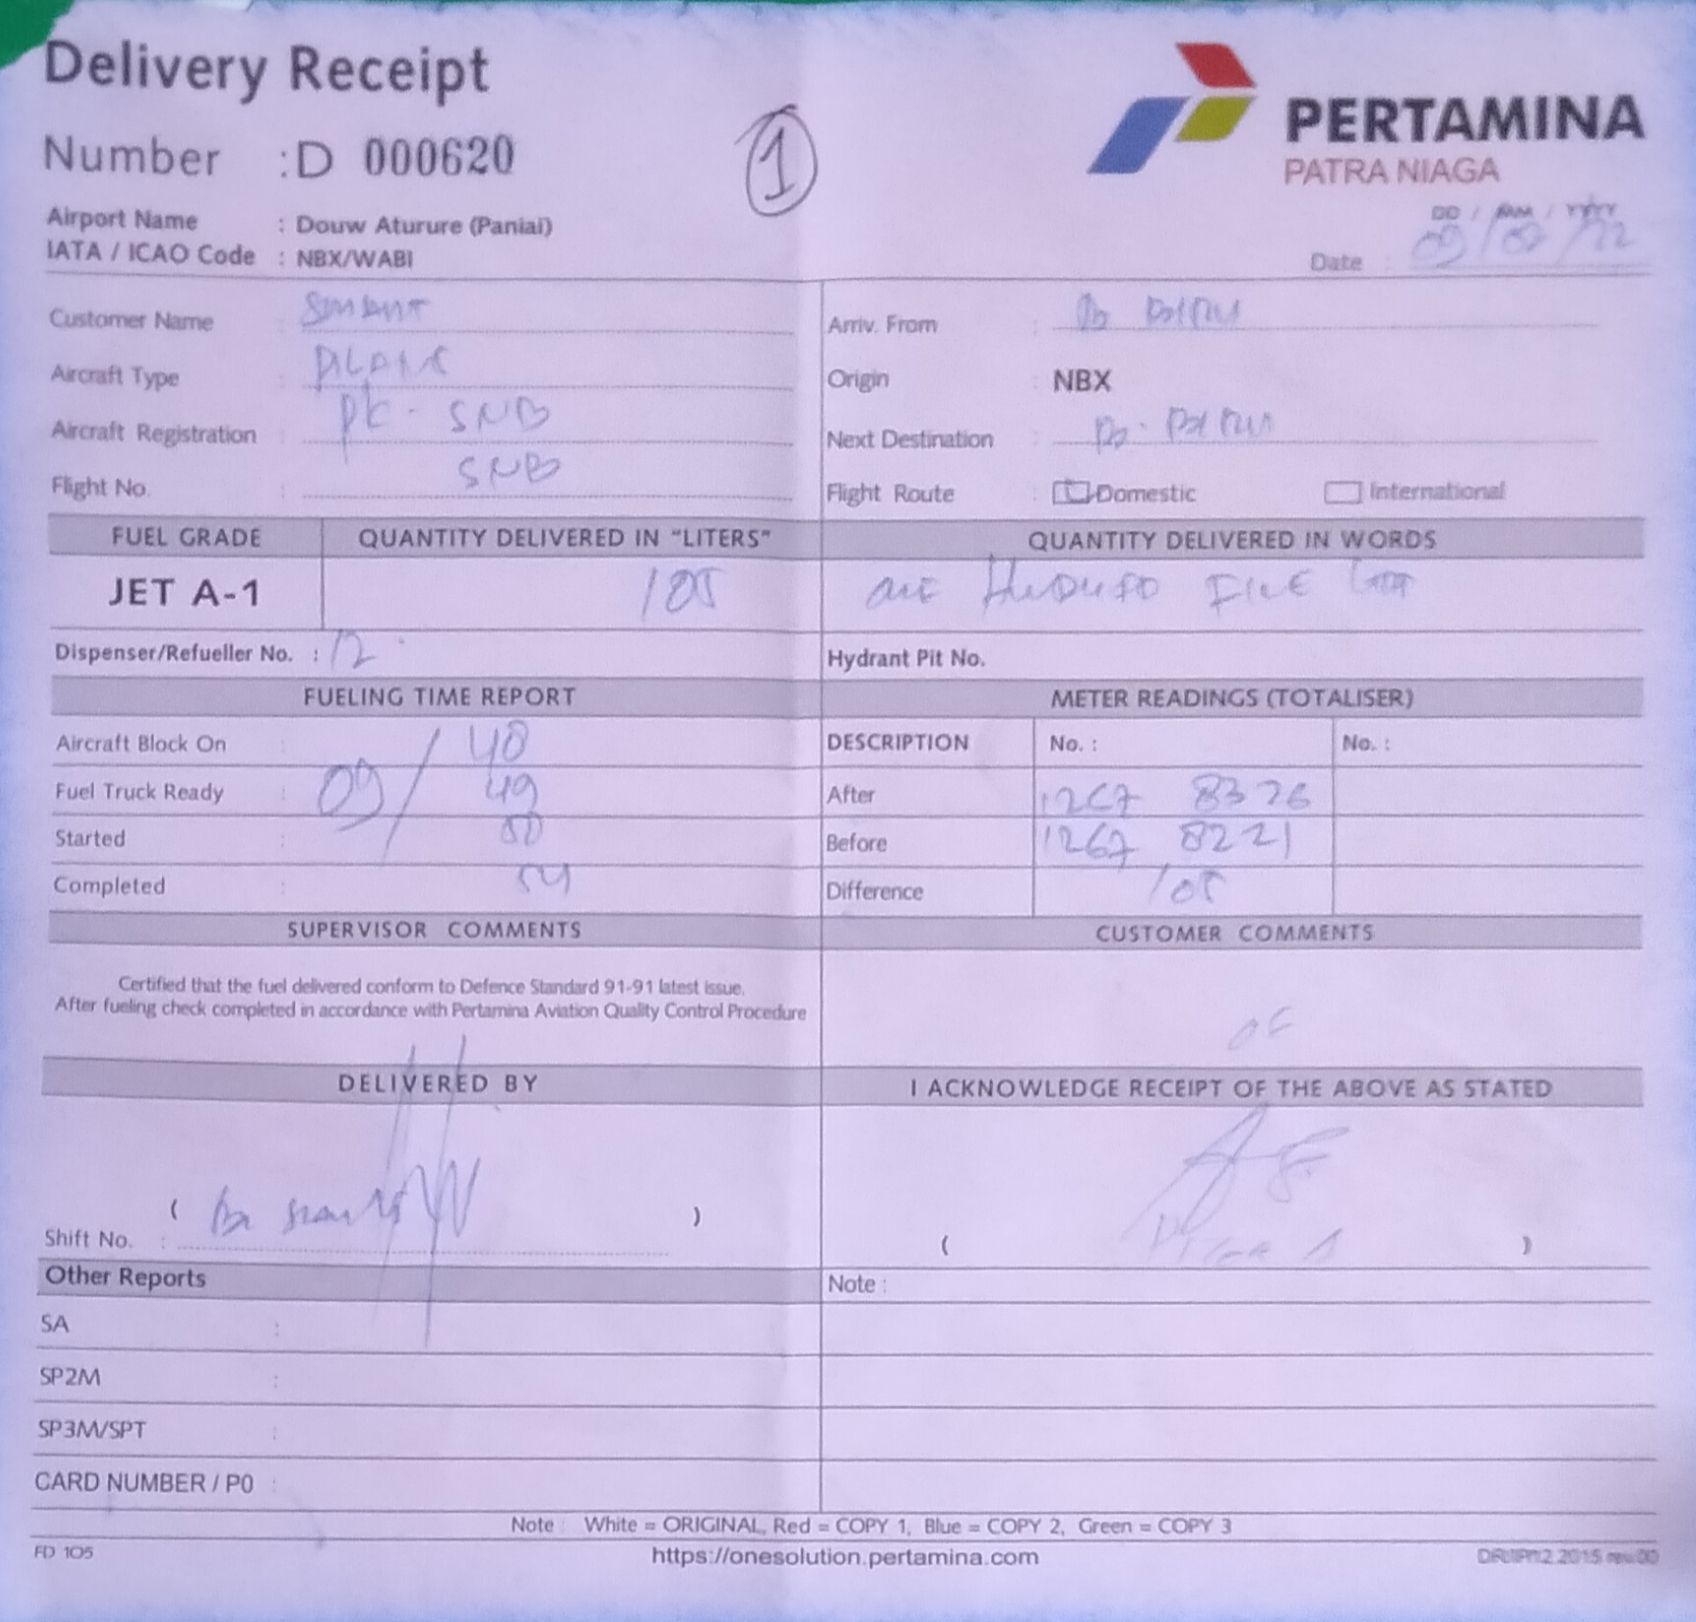 Delivery Receipt
Number : D 000620
1
PERTAMINA
PATRA NIAGA
Airport Name : Douw Aturure (Paniai)
IATA / ICAO Code : NBX/WABI
DD / MM / YYYY
Date : 09/02/22
Customer Name :
Arriv. From :
Aircraft Type :
Origin : NBX
Aircraft Registration : PK - SNB
Next Destination :
Flight No. : SNB
Flight Route : Domestic International
FUEL GRADE QUANTITY DELIVERED IN "LITERS" QUANTITY DELIVERED IN WORDS
JET A-1 105 FIVE
Dispenser/Refueller No. : 12
Hydrant Pit No.
FUELING TIME REPORT METER READINGS (TOTALISER)
Aircraft Block On : 48
DESCRIPTION No. : No. :
Fuel Truck Ready : 09 / 49
After 1267 8326
Started : 50
Before 1267 8221
Completed : 54
Difference 105
SUPERVISOR COMMENTS CUSTOMER COMMENTS
Certified that the fuel delivered conform to Defence Standard 91-91 latest issue.
After fueling check completed in accordance with Pertamina Aviation Quality Control Procedure
DELIVERED BY I ACKNOWLEDGE RECEIPT OF THE ABOVE AS STATED
( )
Shift No. :
( )
Other Reports Note :
SA :
SP2M :
SP3M/SPT :
CARD NUMBER / P0 :
Note : White = ORIGINAL, Red = COPY 1, Blue = COPY 2, Green = COPY 3
FD 105 https://onesolution.pertamina.com